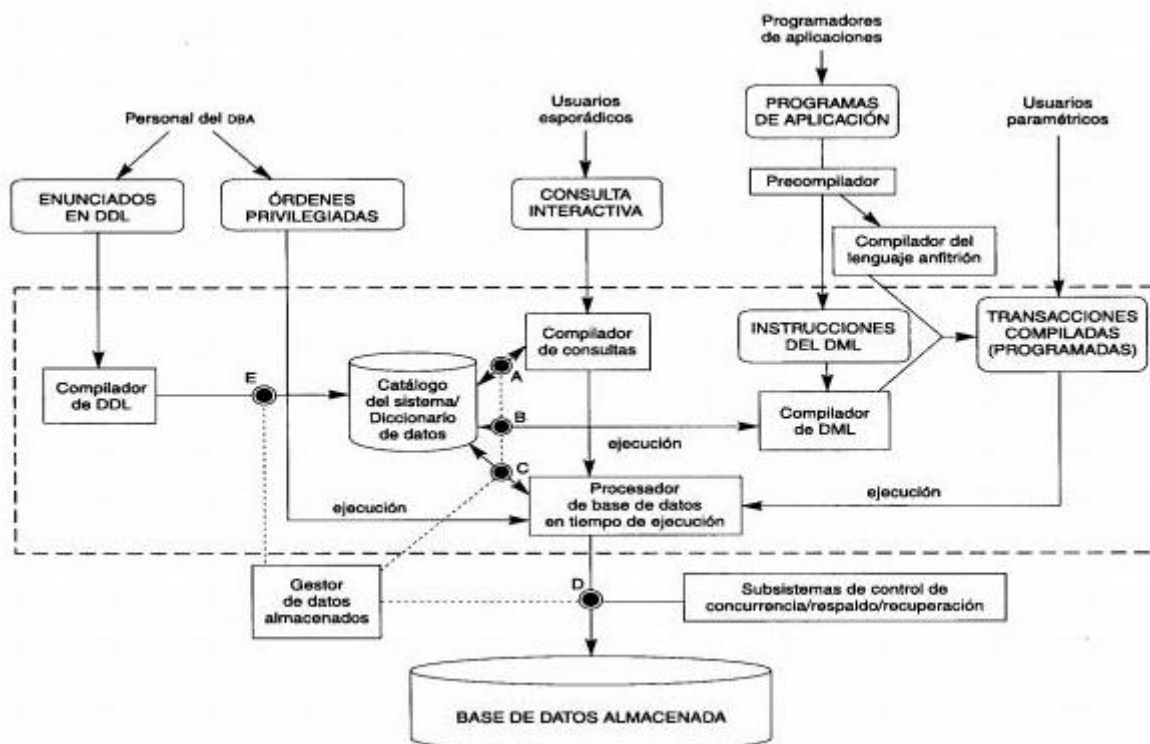 Programadores
de aplicaciones
Personal del DBA
Usuarios
esporádicos
PROGRAMAS
DE APLICACIÓN
Usuarios
paramétricos
ENUNCIADOS
EN DDL
ÓRDENES
PRIVILEGIADAS
CONSULTA
INTERACTIVA
Precompilador
Compilador del
lenguaje anfitrión
Compilador
de DDL
E
Catálogo
del sistema/
Diccionario
de datos
Compilador
de consultas
A
B
C
INSTRUCCIONES
DEL DML
TRANSACCIONES
COMPILADAS
(PROGRAMADAS)
Compilador
de DML
ejecución
ejecución
Procesador
de base de datos
en tiempo de ejecución
ejecución
Gestor
de datos
almacenados
D
Subsistemas de control de
concurrencia/respaldo/recuperación
BASE DE DATOS ALMACENADA